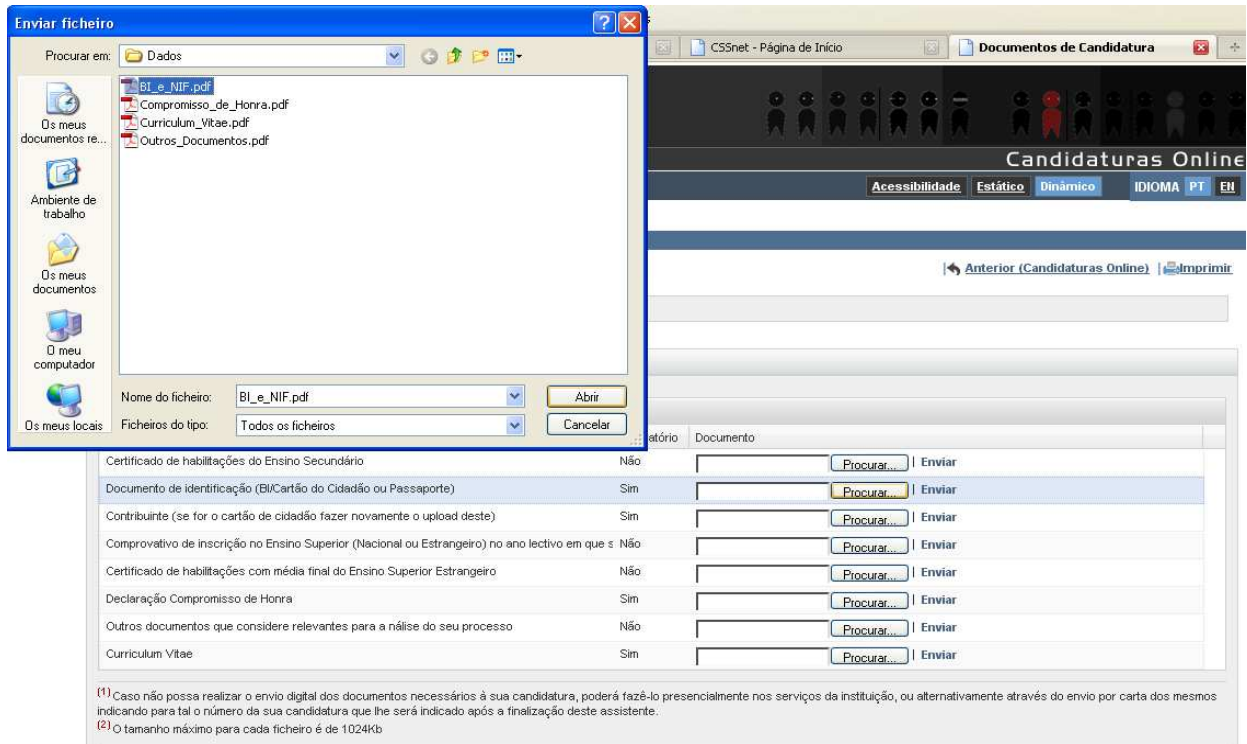 Enviar ficheiro
Procurar em: Dados
BI_e_NIF.pdf
Compromisso_de_Honra.pdf
Curriculum_Vitae.pdf
Outros_Documentos.pdf
Os meus
documentos re...
Ambiente de
trabalho
Os meus
documentos
O meu
computador
Os meus locais
Nome do ficheiro: BI_e_NIF.pdf Abrir
Ficheiros do tipo: Todos os ficheiros Cancelar
CSSnet - Página de Início Documentos de Candidatura
Candidaturas Online
Acessibilidade Estático Dinâmico IDIOMA PT EN
Anterior (Candidaturas Online) | Imprimir
atório Documento
Certificado de habilitações do Ensino Secundário Não Procurar... | Enviar
Documento de identificação (BI/Cartão do Cidadão ou Passaporte) Sim Procurar... | Enviar
Contribuinte (se for o cartão de cidadão fazer novamente o upload deste) Sim Procurar... | Enviar
Comprovativo de inscrição no Ensino Superior (Nacional ou Estrangeiro) no ano lectivo em que s Não Procurar... | Enviar
Certificado de habilitações com média final do Ensino Superior Estrangeiro Não Procurar... | Enviar
Declaração Compromisso de Honra Sim Procurar... | Enviar
Outros documentos que considere relevantes para a nálise do seu processo Não Procurar... | Enviar
Curriculum Vitae Sim Procurar... | Enviar
(1) Caso não possa realizar o envio digital dos documentos necessários à sua candidatura, poderá fazê-lo presencialmente nos serviços da instituição, ou alternativamente através do envio por carta dos mesmos
indicando para tal o número da sua candidatura que lhe será indicado após a finalização deste assistente.
(2) O tamanho máximo para cada ficheiro é de 1024Kb